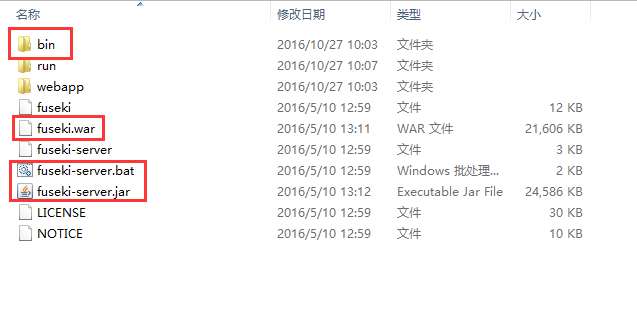 名称 修改日期 类型 大小
bin 2016/10/27 10:03 文件夹
run 2016/10/27 10:07 文件夹
webapp 2016/10/27 10:03 文件夹
fuseki 2016/5/10 12:59 文件 12 KB
fuseki.war 2016/5/10 13:11 WAR 文件 21,606 KB
fuseki-server 2016/5/10 12:59 文件 3 KB
fuseki-server.bat 2016/5/10 12:59 Windows 批处理... 2 KB
fuseki-server.jar 2016/5/10 13:12 Executable Jar File 24,586 KB
LICENSE 2016/5/10 12:59 文件 30 KB
NOTICE 2016/5/10 12:59 文件 10 KB